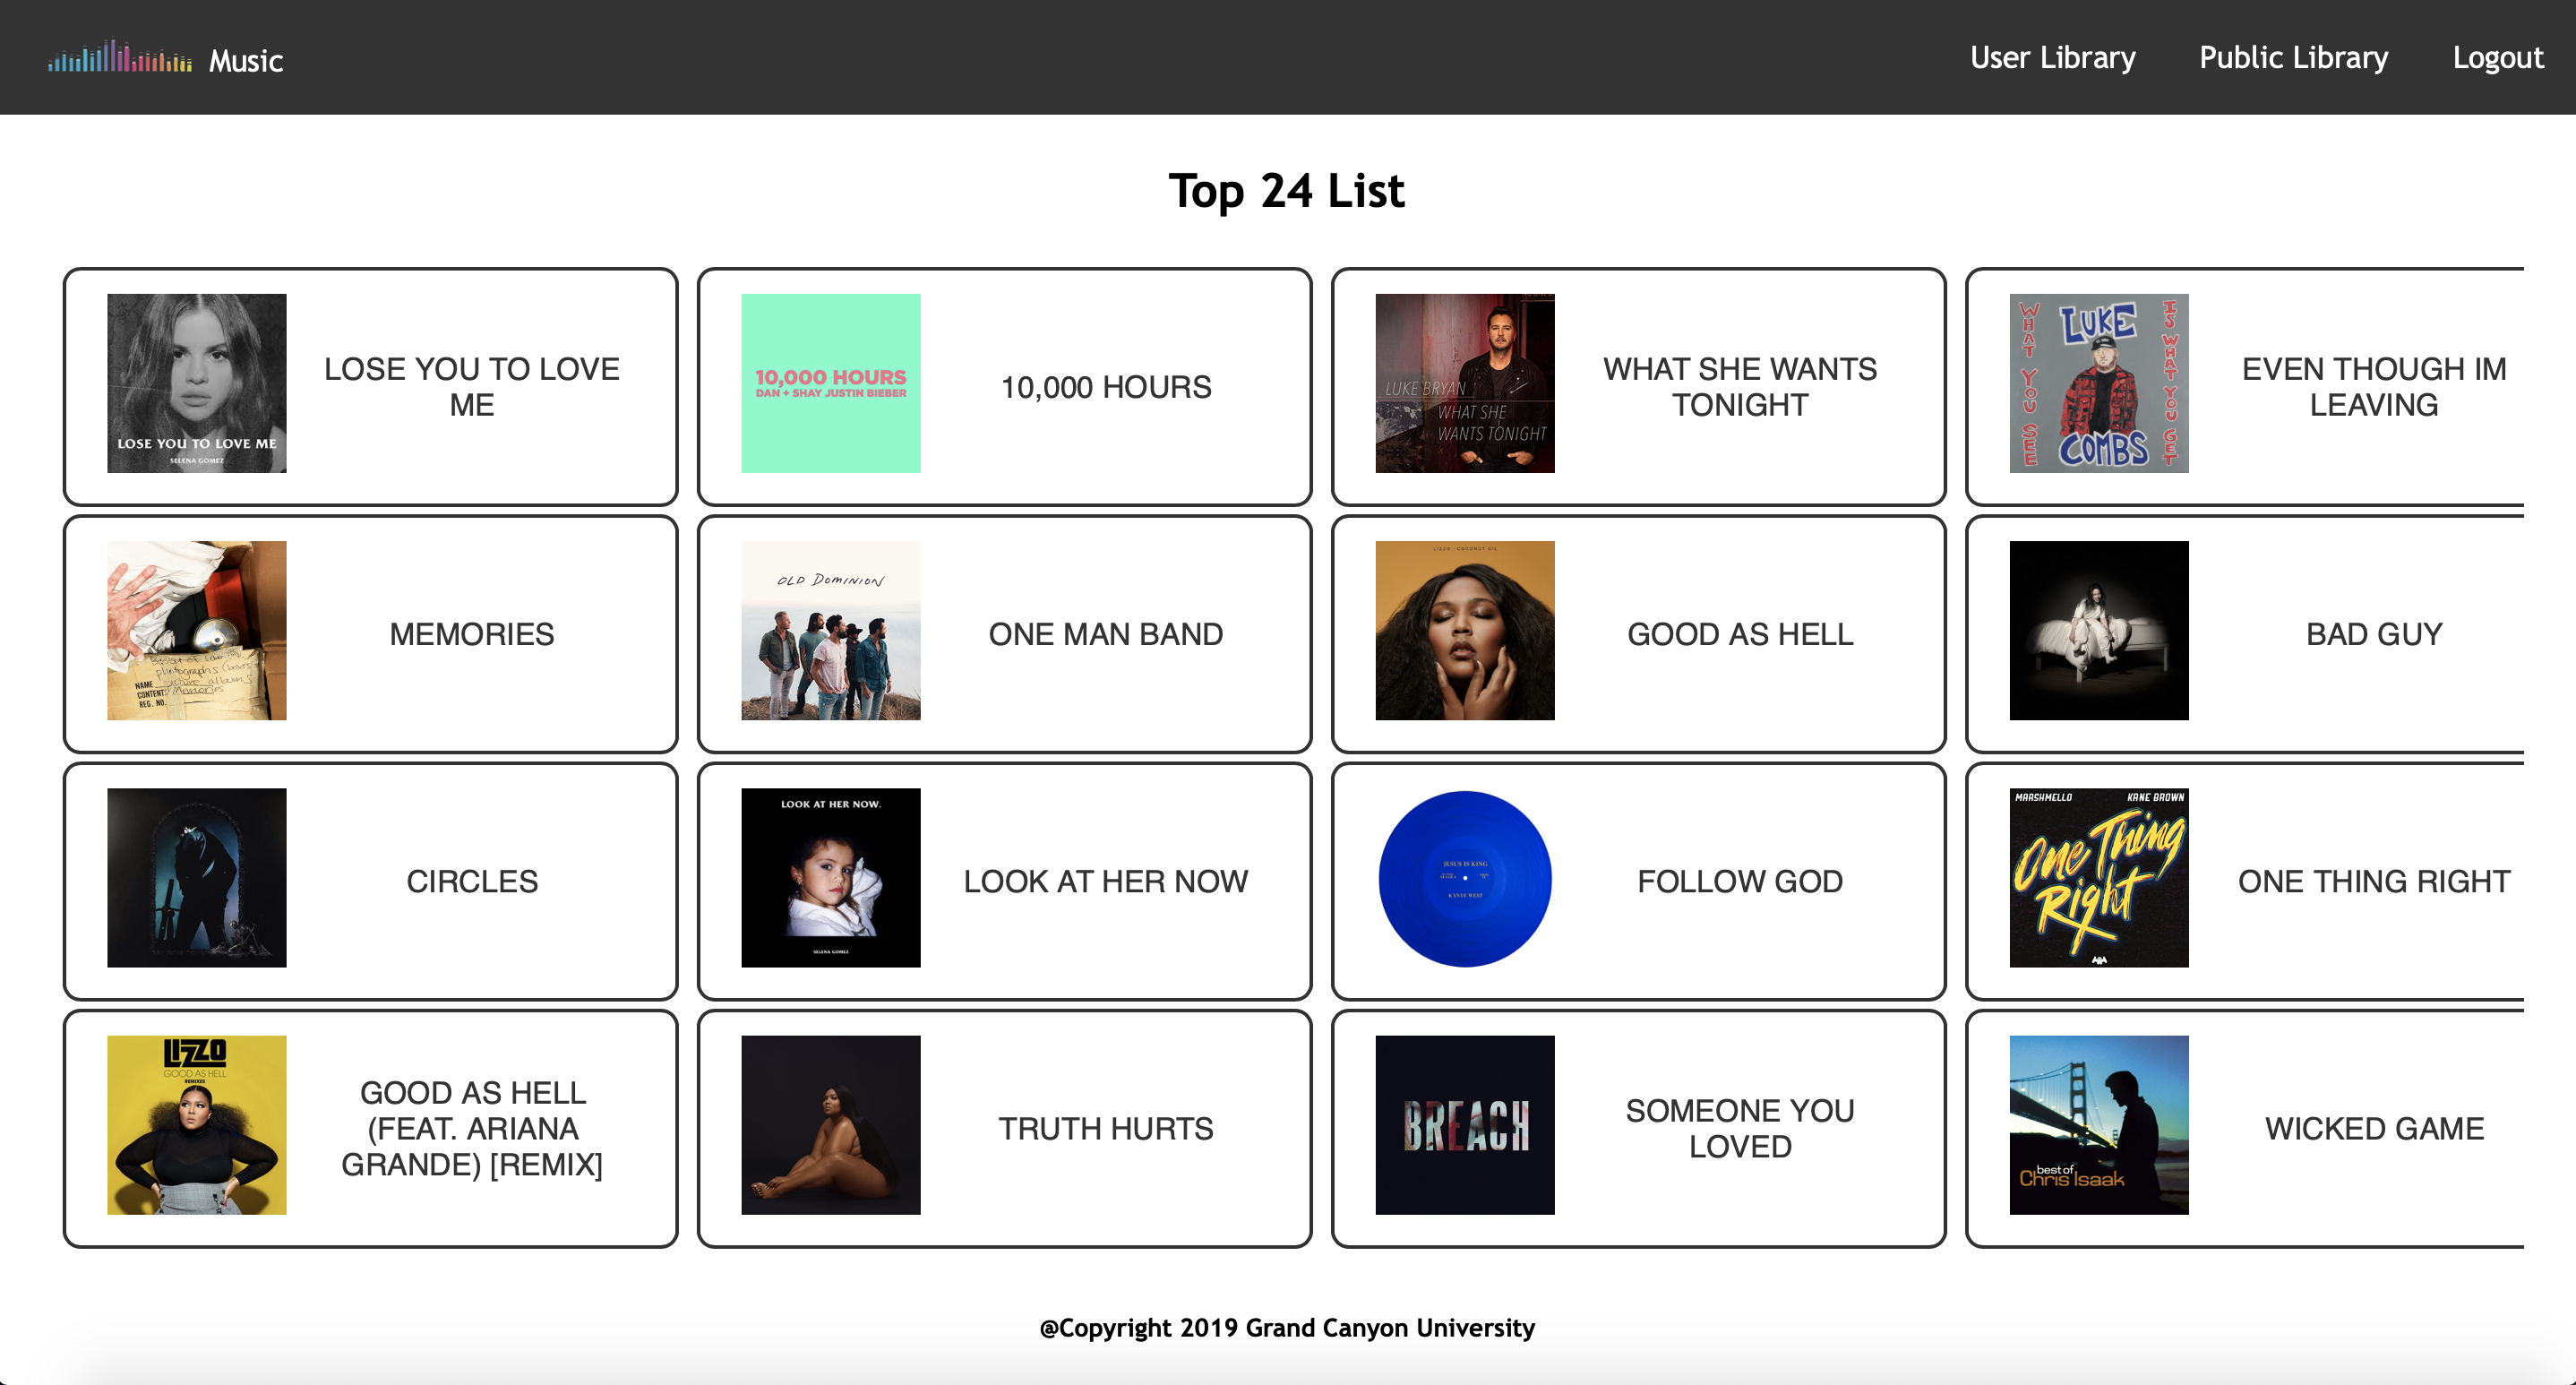 Music
User Library
Public Library
Logout
Top 24 List
LOSE YOU TO LOVE ME
SELENA GOMEZ
LOSE YOU TO LOVE
ME
10,000 HOURS
DAN + SHAY JUSTIN BIEBER
10,000 HOURS
LUKE BRYAN
WHAT SHE
WANTS TONIGHT
WHAT SHE WANTS
TONIGHT
WHAT YOU SEE
LUKE
COMBS
IS WHAT YOU GET
EVEN THOUGH IM
LEAVING
photographs
NAME
CONTENT: Memories
REG. NO.
MEMORIES
OLD DOMINION
ONE MAN BAND
LIZZO COCONUT OIL
GOOD AS HELL
BAD GUY
CIRCLES
LOOK AT HER NOW.
SELENA GOMEZ
LOOK AT HER NOW
JESUS IS KING
KANYE WEST
FOLLOW GOD
MARSHMELLO
KANE BROWN
One Thing
Right
ONE THING RIGHT
LIZZO
GOOD AS HELL
REMIXES
GOOD AS HELL
(FEAT. ARIANA
GRANDE) [REMIX]
TRUTH HURTS
BREACH
SOMEONE YOU
LOVED
best of
Chris Isaak
WICKED GAME
@Copyright 2019 Grand Canyon University